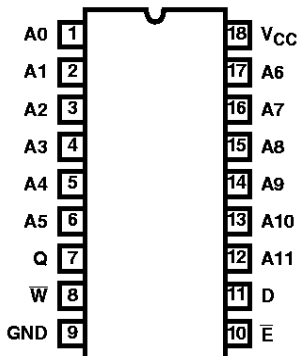 A0 1 18 VCC
A1 2 17 A6
A2 3 16 A7
A3 4 15 A8
A4 5 14 A9
A5 6 13 A10
Q 7 12 A11
W̅ 8 11 D
GND 9 10 E̅